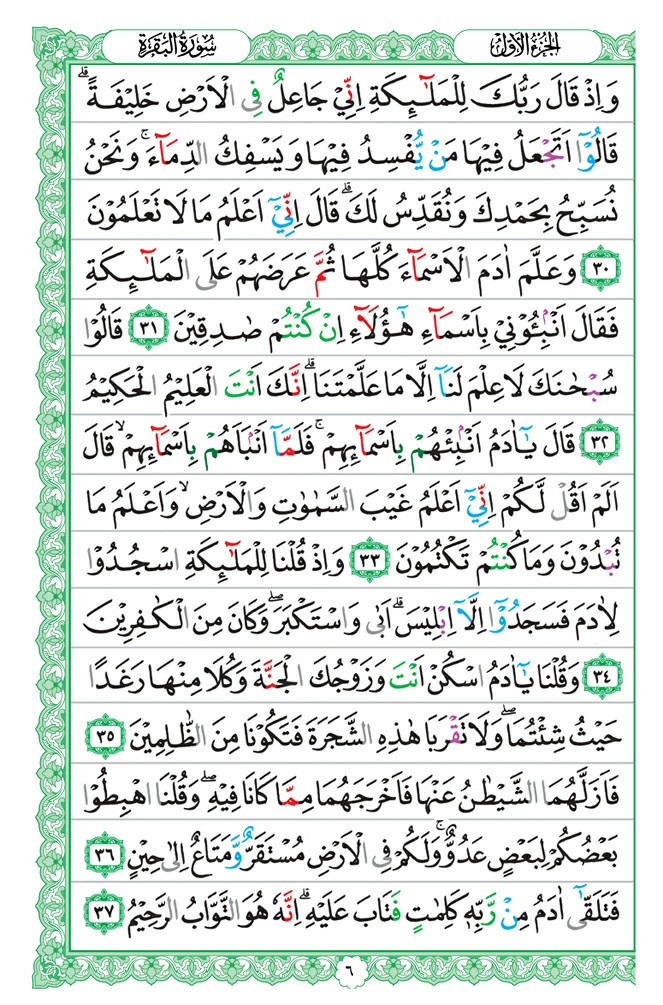 الجزء الاول
سورة البقرة
وَاِذْ قَالَ رَبُّكَ لِلْمَلٰٓئِكَةِ اِنِّيْ جَاعِلٌ فِي الْاَرْضِ خَلِيْفَةًؕ
قَالُوْٓا اَتَجْعَلُ فِيْهَا مَنْ يُّفْسِدُ فِيْهَا وَيَسْفِكُ الدِّمَآءَۚ وَنَحْنُ
نُسَبِّحُ بِحَمْدِكَ وَنُقَدِّسُ لَكَؕ قَالَ اِنِّيْٓ اَعْلَمُ مَا لَا تَعْلَمُوْنَ
٣٠ وَعَلَّمَ اٰدَمَ الْاَسْمَآءَ كُلَّهَا ثُمَّ عَرَضَهُمْ عَلَى الْمَلٰٓئِكَةِ
فَقَالَ اَنْۢبِـُٔوْنِيْ بِاَسْمَآءِ هٰٓؤُلَآءِ اِنْ كُنْتُمْ صٰدِقِيْنَ ٣١ قَالُوْا
سُبْحٰنَكَ لَا عِلْمَ لَنَآ اِلَّا مَا عَلَّمْتَنَاؕ اِنَّكَ اَنْتَ الْعَلِيْمُ الْحَكِيْمُ
٣٢ قَالَ يٰٓاٰدَمُ اَنْۢبِئْهُمْ بِاَسْمَآئِهِمْۚ فَلَمَّآ اَنْۢبَاَهُمْ بِاَسْمَآئِهِمْۙ قَالَ
اَلَمْ اَقُلْ لَّكُمْ اِنِّيْٓ اَعْلَمُ غَيْبَ السَّمٰوٰتِ وَالْاَرْضِۙ وَاَعْلَمُ مَا
تُبْدُوْنَ وَمَا كُنْتُمْ تَكْتُمُوْنَ ٣٣ وَاِذْ قُلْنَا لِلْمَلٰٓئِكَةِ اسْجُدُوْا
لِاٰدَمَ فَسَجَدُوْٓا اِلَّآ اِبْلِيْسَؕ اَبٰى وَاسْتَكْبَرَۖ وَكَانَ مِنَ الْكٰفِرِيْنَ
٣٤ وَقُلْنَا يٰٓاٰدَمُ اسْكُنْ اَنْتَ وَزَوْجُكَ الْجَنَّةَ وَكُلَا مِنْهَا رَغَدًا
حَيْثُ شِئْتُمَاۖ وَلَا تَقْرَبَا هٰذِهِ الشَّجَرَةَ فَتَكُوْنَا مِنَ الظّٰلِمِيْنَ ٣٥
فَاَزَلَّهُمَا الشَّيْطٰنُ عَنْهَا فَاَخْرَجَهُمَا مِمَّا كَانَا فِيْهِۖ وَقُلْنَا اهْبِطُوْا
بَعْضُكُمْ لِبَعْضٍ عَدُوٌّۚ وَلَكُمْ فِي الْاَرْضِ مُسْتَقَرٌّ وَّمَتَاعٌ اِلٰى حِيْنٍ ٣٦
فَتَلَقّٰٓى اٰدَمُ مِنْ رَّبِّهٖ كَلِمٰتٍ فَتَابَ عَلَيْهِؕ اِنَّهٗ هُوَ التَّوَّابُ الرَّحِيْمُ ٣٧
٦